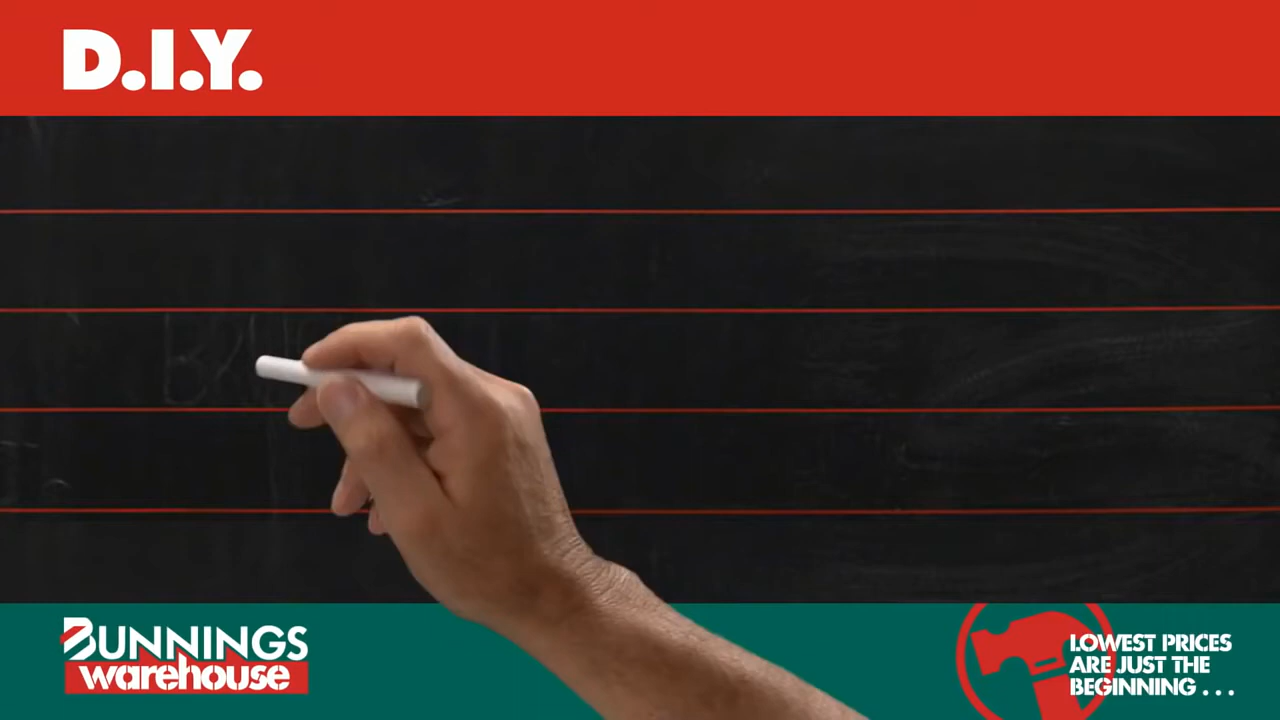 D.I.Y.
BUNNINGS
warehouse
LOWEST PRICES
ARE JUST THE
BEGINNING...